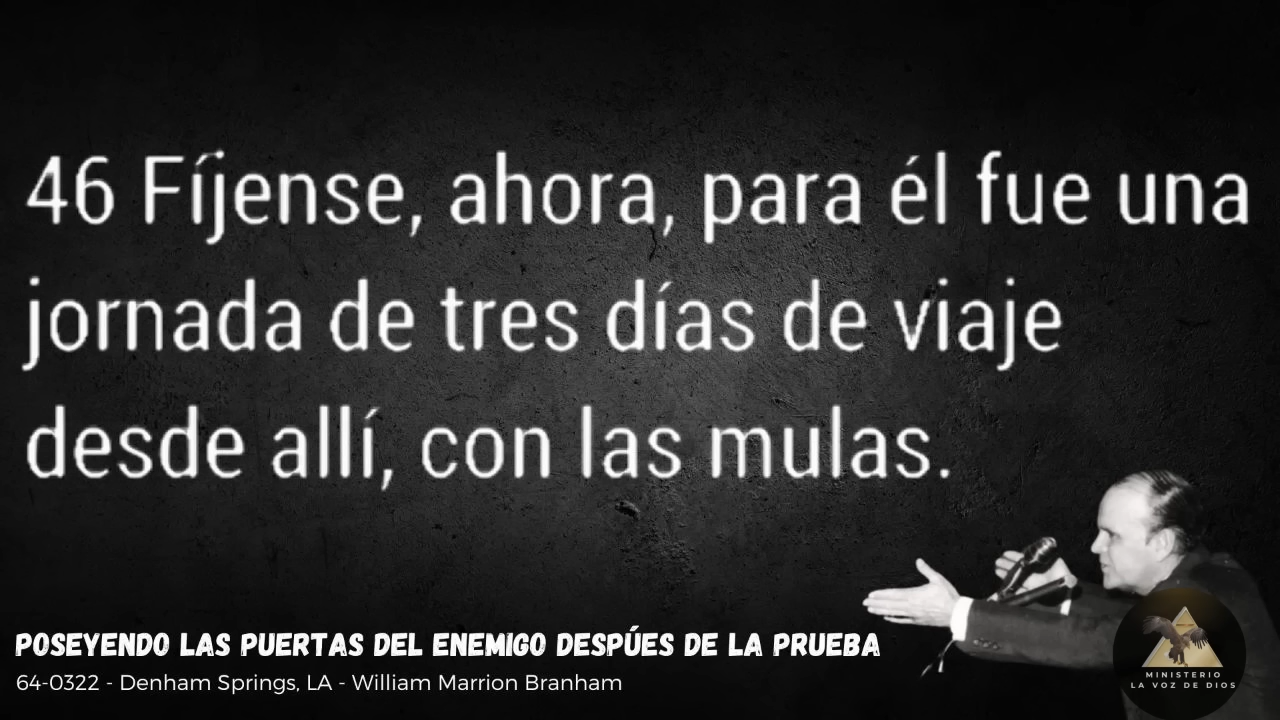 46 Fíjense, ahora, para él fue una
jornada de tres días de viaje
desde allí, con las mulas.
POSEYENDO LAS PUERTAS DEL ENEMIGO DESPÚES DE LA PRUEBA
64-0322 - Denham Springs, LA - William Marrion Branham
MINISTERIO
LA VOZ DE DIOS